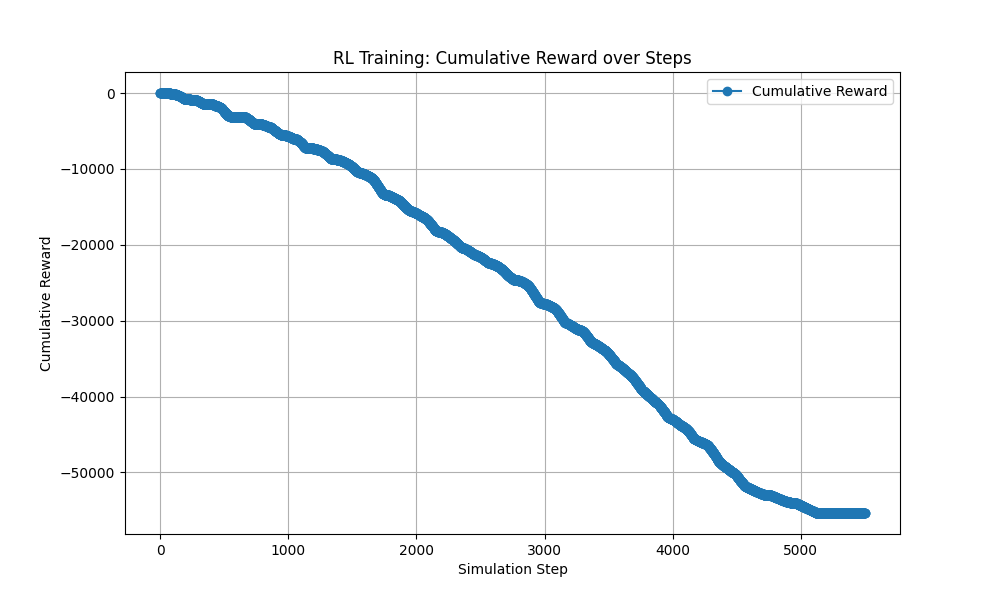 RL Training: Cumulative Reward over Steps
Cumulative Reward
0
−10000
−20000
−30000
−40000
−50000
Cumulative Reward
0 1000 2000 3000 4000 5000
Simulation Step